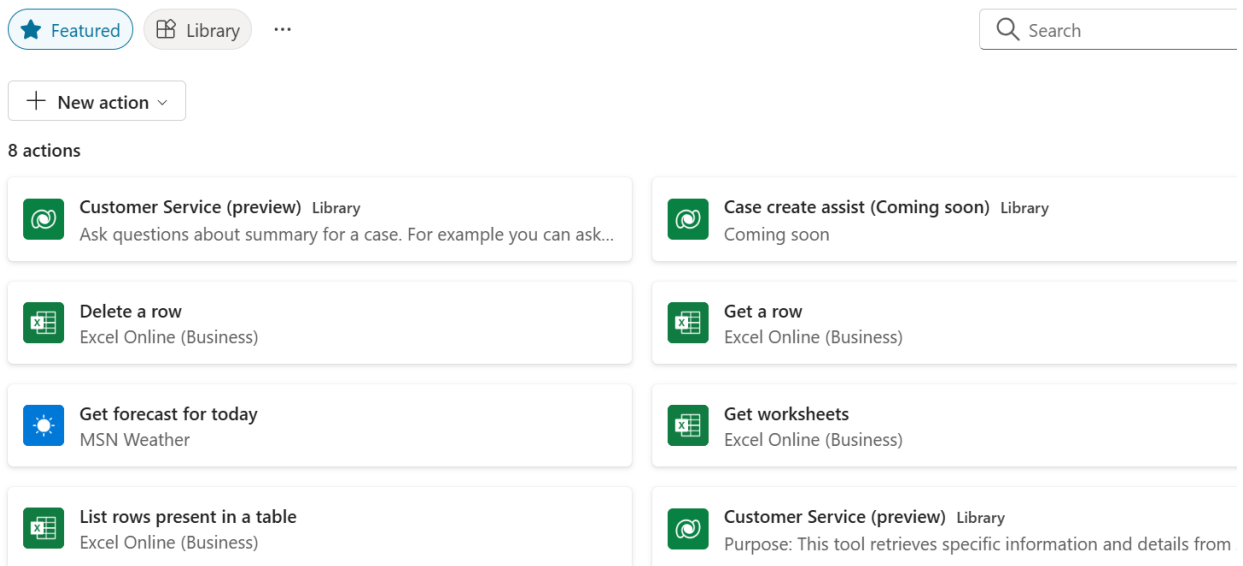 Featured Library ... Search
New action
8 actions
Customer Service (preview) Library
Ask questions about summary for a case. For example you can ask...
Case create assist (Coming soon) Library
Coming soon
Delete a row
Excel Online (Business)
Get a row
Excel Online (Business)
Get forecast for today
MSN Weather
Get worksheets
Excel Online (Business)
List rows present in a table
Excel Online (Business)
Customer Service (preview) Library
Purpose: This tool retrieves specific information and details from